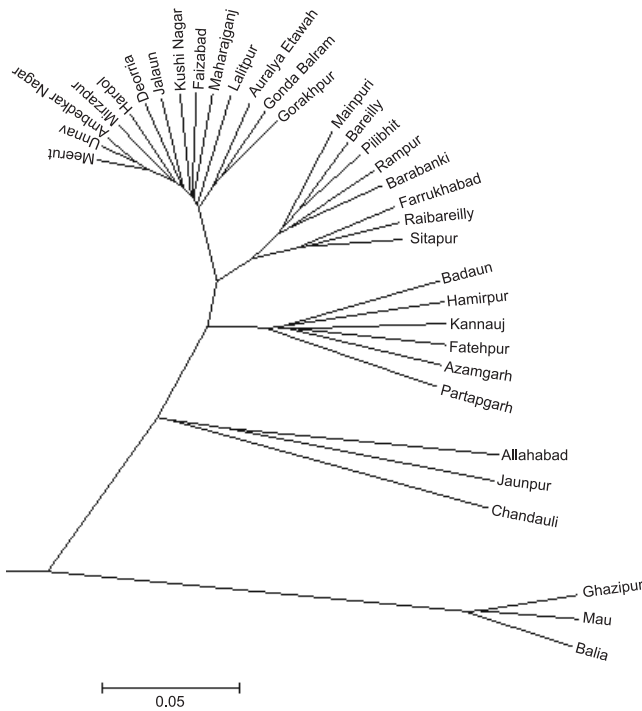 Meerut
Unnav
Ambedkar Nagar
Mirzapur
Hardoi
Deoria
Jalaun
Kushi Nagar
Faizabad
Maharajganj
Lalitpur
Auralya Etawah
Gonda Balram
Gorakhpur
Mainpuri
Bareilly
Pilibhit
Rampur
Barabanki
Farrukhabad
Raibareilly
Sitapur
Badaun
Hamirpur
Kannauj
Fatehpur
Azamgarh
Partapgarh
Allahabad
Jaunpur
Chandauli
Ghazipur
Mau
Balia
0.05